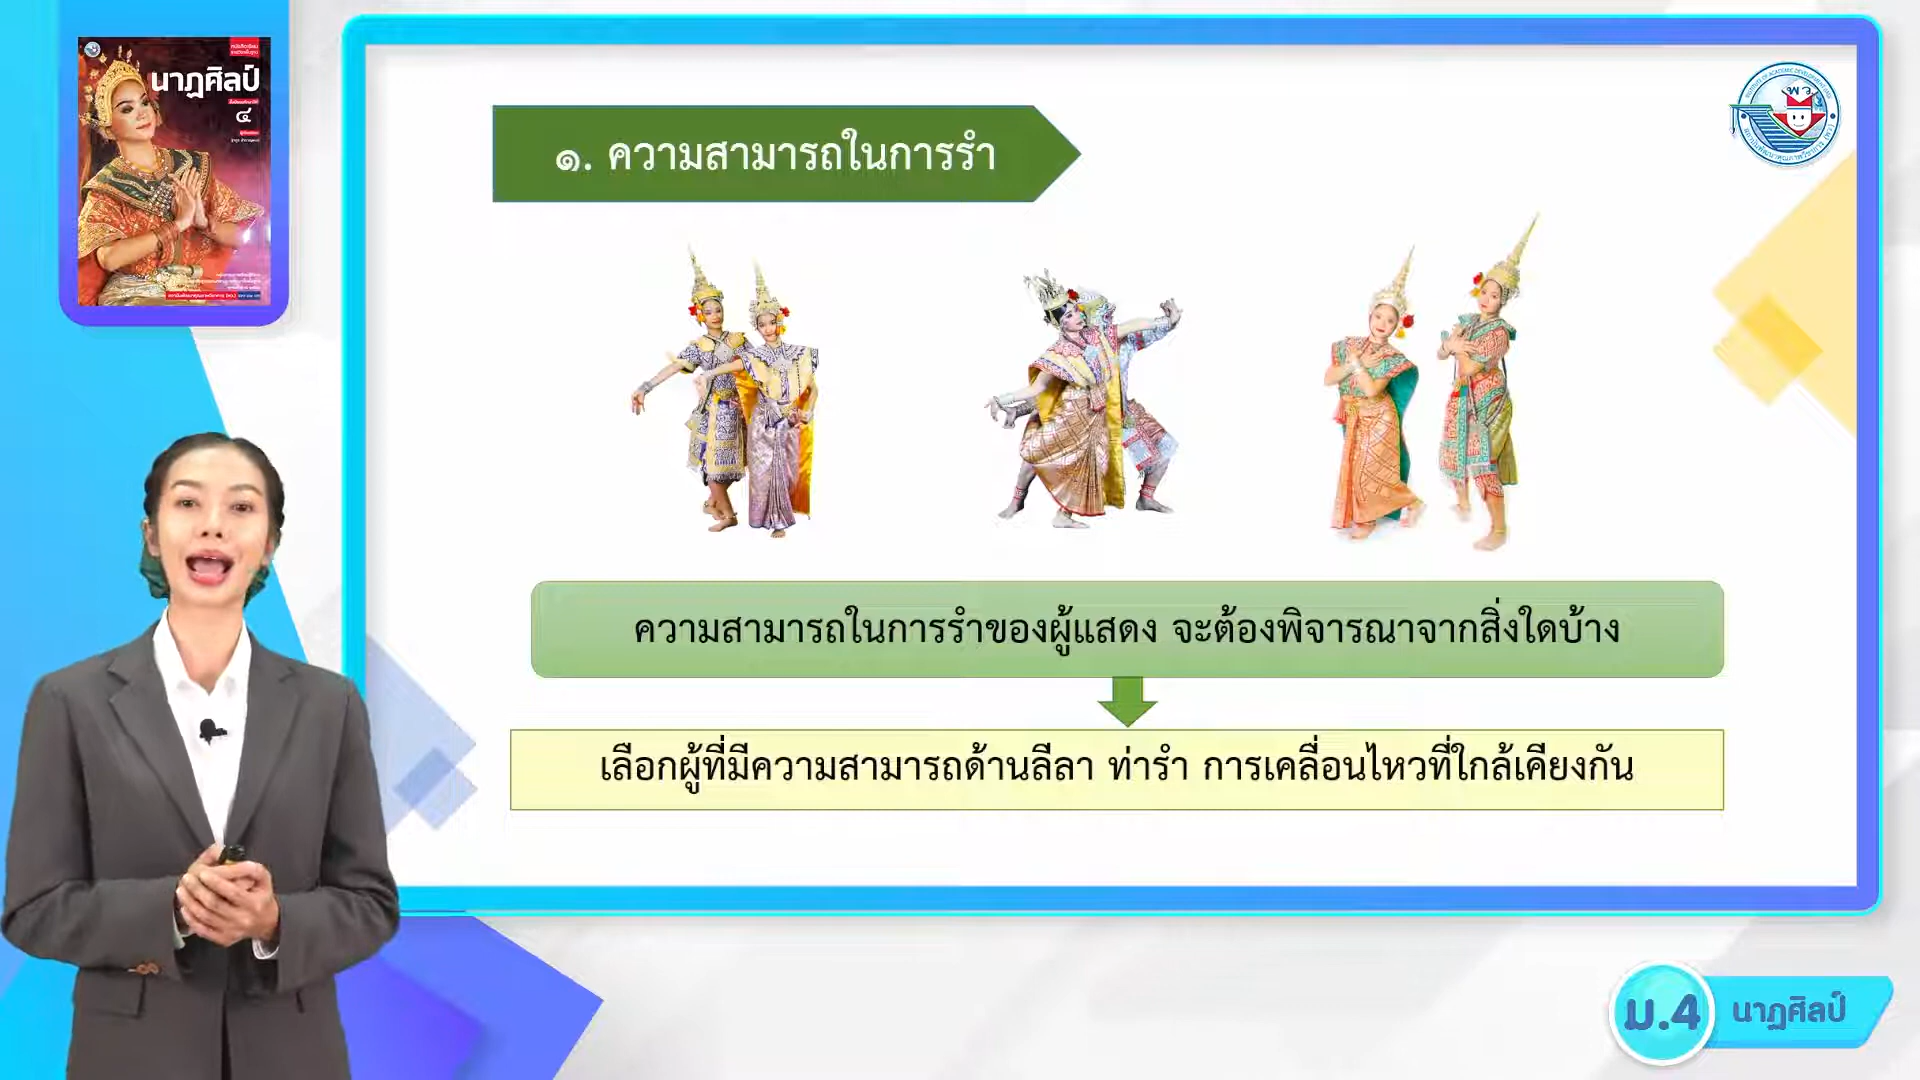 นาฏศิลป์
๔
๑. ความสามารถในการรำ
พว.
ความสามารถในการรำของผู้แสดง จะต้องพิจารณาจากสิ่งใดบ้าง
เลือกผู้ที่มีความสามารถด้านลีลา ท่ารำ การเคลื่อนไหวที่ใกล้เคียงกัน
ม.4 นาฏศิลป์